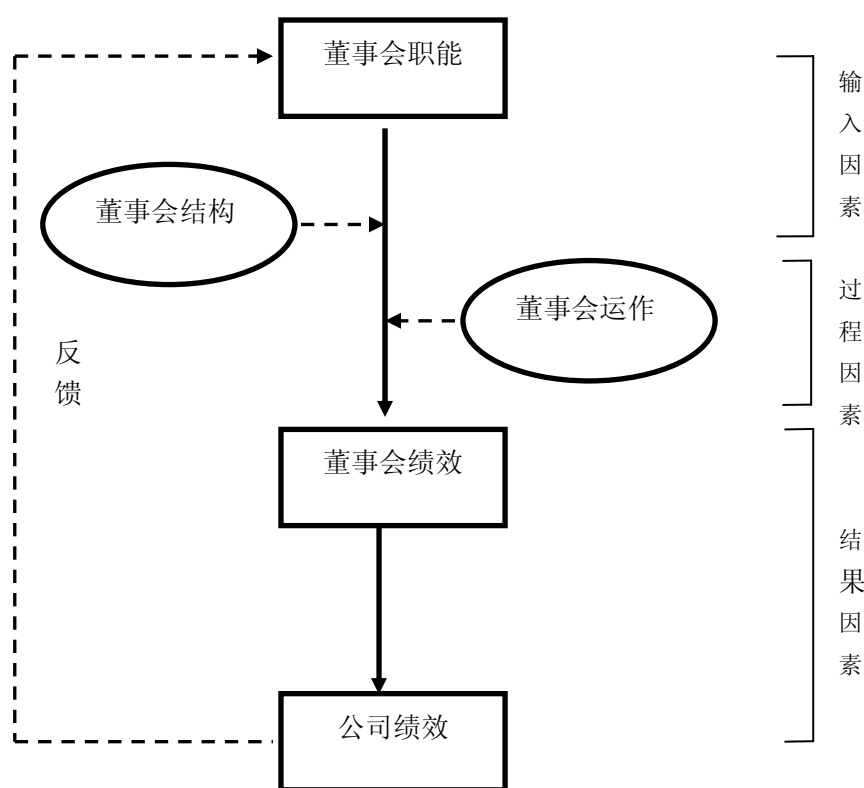 董事会职能
输入因素
董事会结构
过程因素
董事会运作
反馈
董事会绩效
结果因素
公司绩效